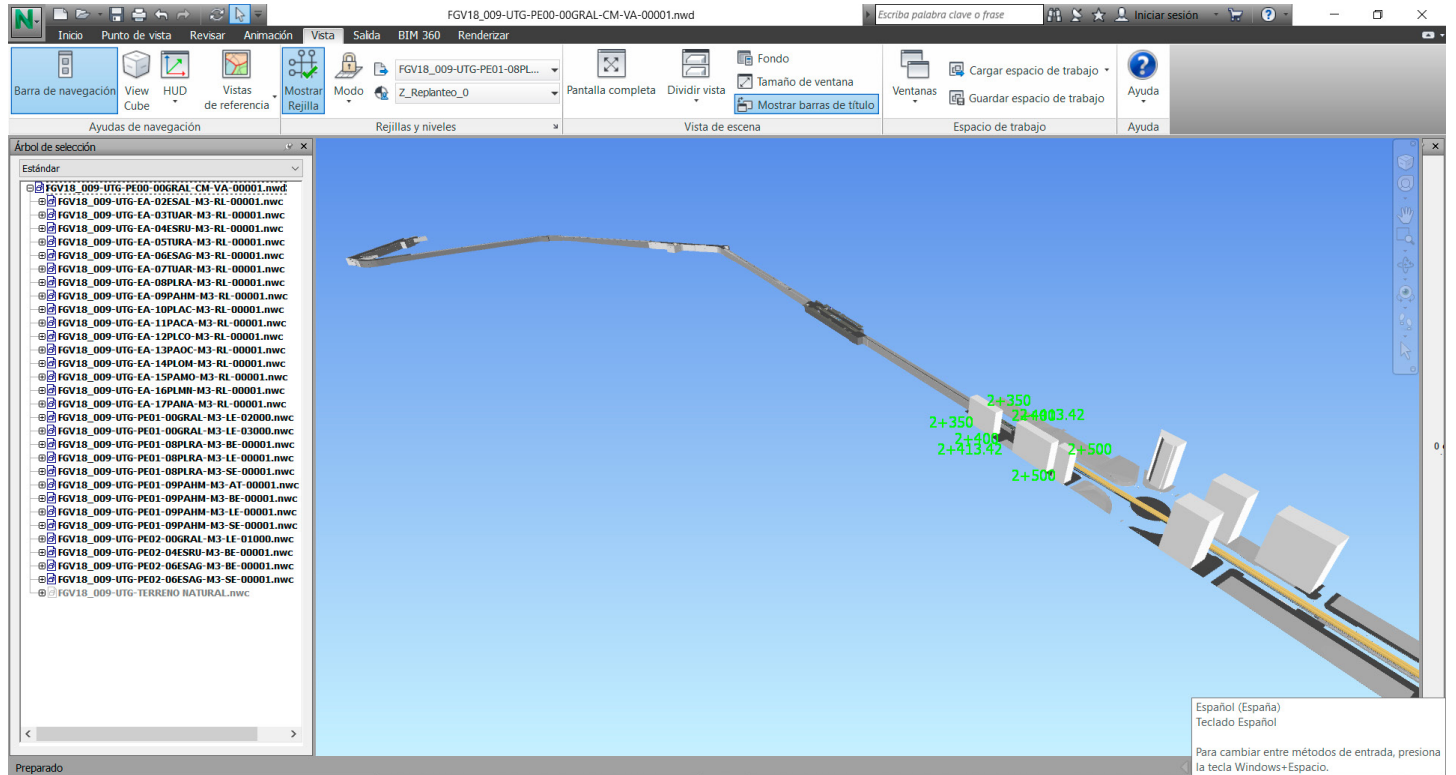 FGV18_009-UTG-PE00-00GRAL-CM-VA-00001.nwd
Escriba palabra clave o frase
Iniciar sesión
Inicio Punto de vista Revisar Animación Vista Salida BIM 360 Renderizar
Barra de navegación
View Cube
HUD
Vistas de referencia
Ayudas de navegación
Mostrar Rejilla
Modo
FGV18_009-UTG-PE01-08PL...
Z_Replanteo_0
Rejillas y niveles
Pantalla completa
Dividir vista
Fondo
Tamaño de ventana
Mostrar barras de título
Vista de escena
Ventanas
Cargar espacio de trabajo
Guardar espacio de trabajo
Espacio de trabajo
Ayuda
Ayuda
Árbol de selección
Estándar
FGV18_009-UTG-PE00-00GRAL-CM-VA-00001.nwd
FGV18_009-UTG-EA-02ESAL-M3-RL-00001.nwc
FGV18_009-UTG-EA-03TUAR-M3-RL-00001.nwc
FGV18_009-UTG-EA-04ESRU-M3-RL-00001.nwc
FGV18_009-UTG-EA-05TURA-M3-RL-00001.nwc
FGV18_009-UTG-EA-06ESAG-M3-RL-00001.nwc
FGV18_009-UTG-EA-07TUAR-M3-RL-00001.nwc
FGV18_009-UTG-EA-08PLRA-M3-RL-00001.nwc
FGV18_009-UTG-EA-09PAHM-M3-RL-00001.nwc
FGV18_009-UTG-EA-10PLAC-M3-RL-00001.nwc
FGV18_009-UTG-EA-11PACA-M3-RL-00001.nwc
FGV18_009-UTG-EA-12PLCO-M3-RL-00001.nwc
FGV18_009-UTG-EA-13PAOC-M3-RL-00001.nwc
FGV18_009-UTG-EA-14PLOM-M3-RL-00001.nwc
FGV18_009-UTG-EA-15PAMO-M3-RL-00001.nwc
FGV18_009-UTG-EA-16PLMN-M3-RL-00001.nwc
FGV18_009-UTG-EA-17PANA-M3-RL-00001.nwc
FGV18_009-UTG-PE01-00GRAL-M3-LE-02000.nwc
FGV18_009-UTG-PE01-00GRAL-M3-LE-03000.nwc
FGV18_009-UTG-PE01-08PLRA-M3-BE-00001.nwc
FGV18_009-UTG-PE01-08PLRA-M3-LE-00001.nwc
FGV18_009-UTG-PE01-08PLRA-M3-SE-00001.nwc
FGV18_009-UTG-PE01-09PAHM-M3-AT-00001.nwc
FGV18_009-UTG-PE01-09PAHM-M3-BE-00001.nwc
FGV18_009-UTG-PE01-09PAHM-M3-LE-00001.nwc
FGV18_009-UTG-PE01-09PAHM-M3-SE-00001.nwc
FGV18_009-UTG-PE02-00GRAL-M3-LE-01000.nwc
FGV18_009-UTG-PE02-04ESRU-M3-BE-00001.nwc
FGV18_009-UTG-PE02-06ESAG-M3-BE-00001.nwc
FGV18_009-UTG-PE02-06ESAG-M3-SE-00001.nwc
FGV18_009-UTG-TERRENO NATURAL.nwc
2+350
2+350
2+400
2+413.42
2+500
2+500
0
Español (España)
Teclado Español
Para cambiar entre métodos de entrada, presiona
la tecla Windows+Espacio.
Preparado